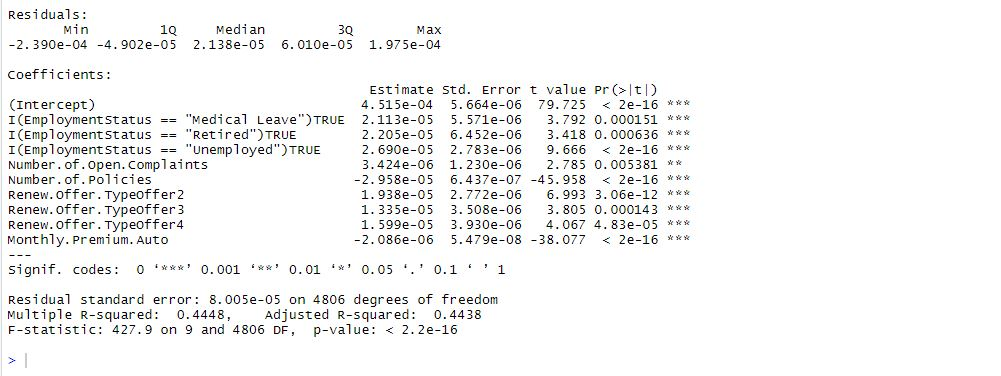 Residuals:
Min 1Q Median 3Q Max
-2.390e-04 -4.902e-05 2.138e-05 6.010e-05 1.975e-04
Coefficients:
Estimate Std. Error t value Pr(>|t|)
(Intercept) 4.515e-04 5.664e-06 79.725 < 2e-16 ***
I(EmploymentStatus == "Medical Leave")TRUE 2.113e-05 5.571e-06 3.792 0.000151 ***
I(EmploymentStatus == "Retired")TRUE 2.205e-05 6.452e-06 3.418 0.000636 ***
I(EmploymentStatus == "Unemployed")TRUE 2.690e-05 2.783e-06 9.666 < 2e-16 ***
Number.of.Open.Complaints 3.424e-06 1.230e-06 2.785 0.005381 **
Number.of.Policies -2.958e-05 6.437e-07 -45.958 < 2e-16 ***
Renew.Offer.TypeOffer2 1.938e-05 2.772e-06 6.993 3.06e-12 ***
Renew.Offer.TypeOffer3 1.335e-05 3.508e-06 3.805 0.000143 ***
Renew.Offer.TypeOffer4 1.599e-05 3.930e-06 4.067 4.83e-05 ***
Monthly.Premium.Auto -2.086e-06 5.479e-08 -38.077 < 2e-16 ***
---
Signif. codes: 0 ‘***’ 0.001 ‘**’ 0.01 ‘*’ 0.05 ‘.’ 0.1 ‘ ’ 1
Residual standard error: 8.005e-05 on 4806 degrees of freedom
Multiple R-squared: 0.4448, Adjusted R-squared: 0.4438
F-statistic: 427.9 on 9 and 4806 DF, p-value: < 2.2e-16
>